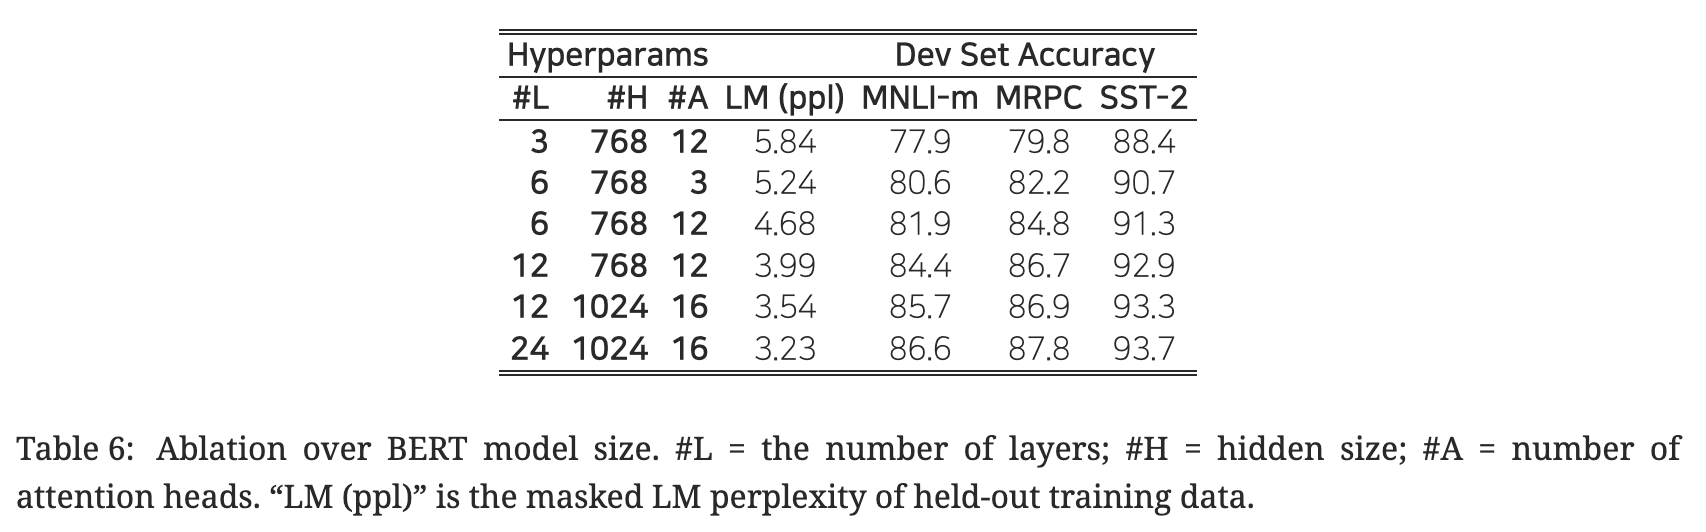 Hyperparams Dev Set Accuracy
#L #H #A LM (ppl) MNLI-m MRPC SST-2
3 768 12 5.84 77.9 79.8 88.4
6 768 3 5.24 80.6 82.2 90.7
6 768 12 4.68 81.9 84.8 91.3
12 768 12 3.99 84.4 86.7 92.9
12 1024 16 3.54 85.7 86.9 93.3
24 1024 16 3.23 86.6 87.8 93.7
Table 6: Ablation over BERT model size. #L = the number of layers; #H = hidden size; #A = number of
attention heads. “LM (ppl)” is the masked LM perplexity of held-out training data.